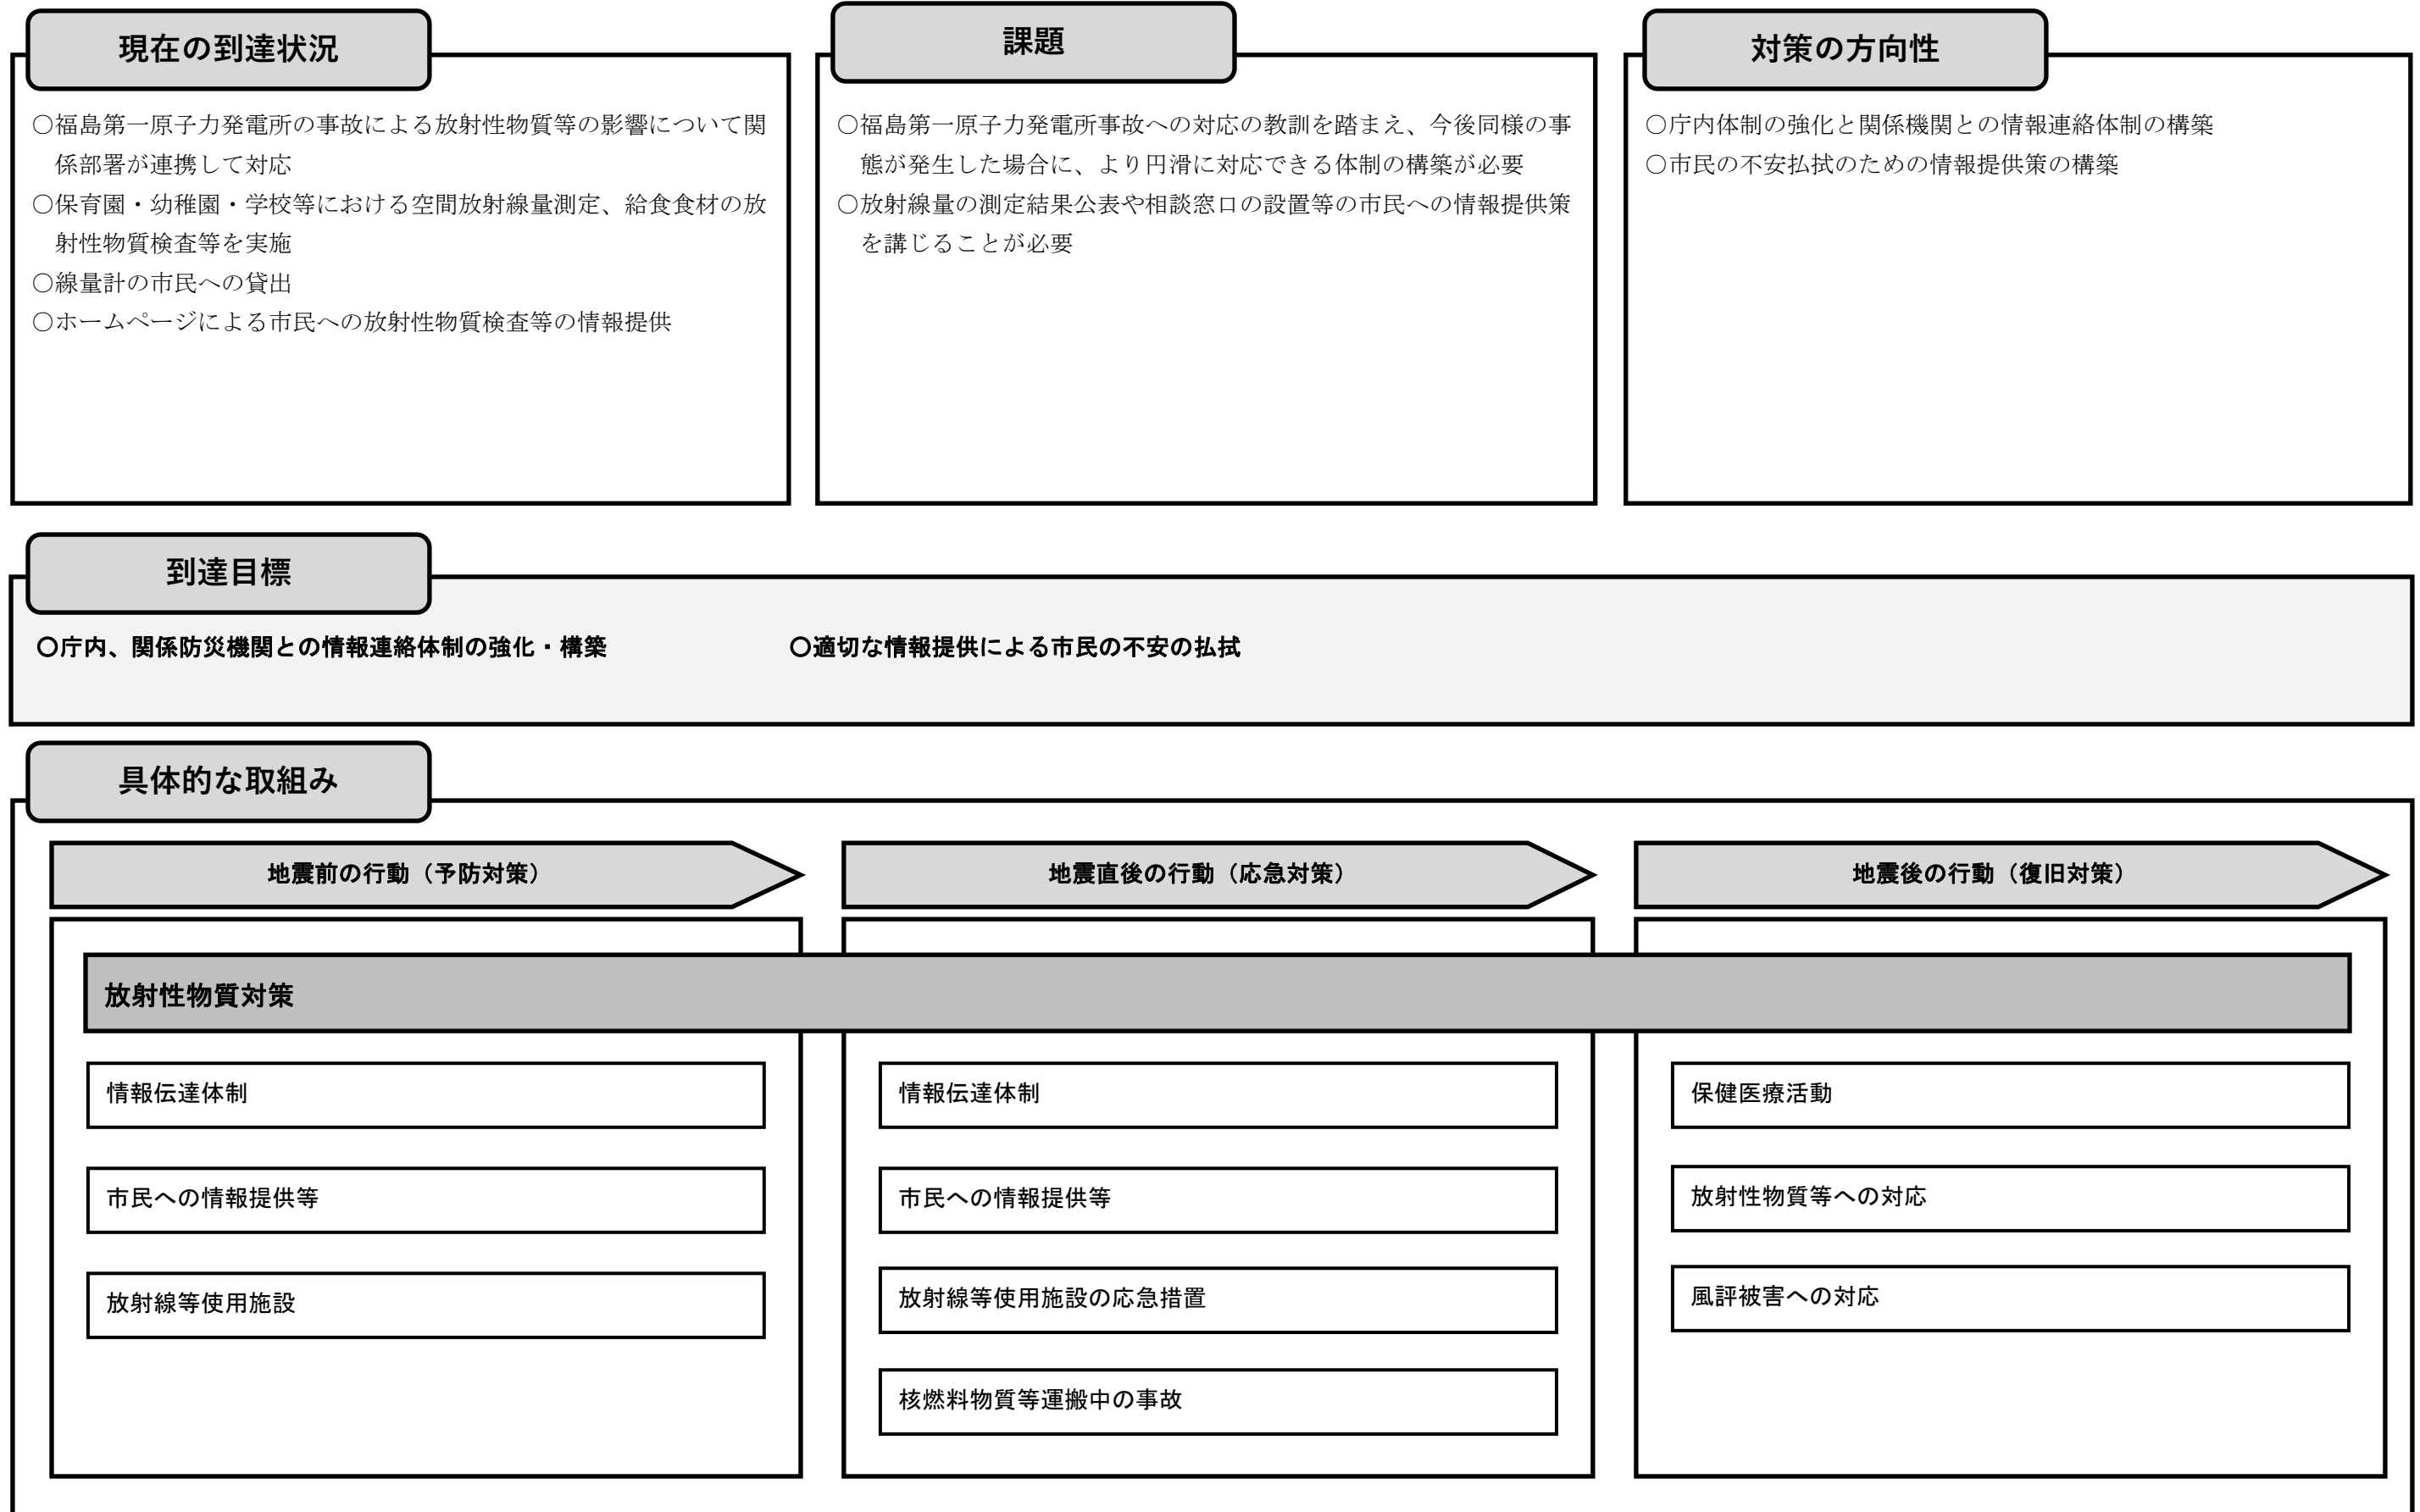 現在の到達状況
○福島第一原子力発電所の事故による放射性物質等の影響について関
係部署が連携して対応
○保育園・幼稚園・学校等における空間放射線量測定、給食食材の放
射性物質検査等を実施
○線量計の市民への貸出
○ホームページによる市民への放射性物質検査等の情報提供
課題
○福島第一原子力発電所事故への対応の教訓を踏まえ、今後同様の事
態が発生した場合に、より円滑に対応できる体制の構築が必要
○放射線量の測定結果公表や相談窓口の設置等の市民への情報提供策
を講じることが必要
対策の方向性
○庁内体制の強化と関係機関との情報連絡体制の構築
○市民の不安払拭のための情報提供策の構築
到達目標
○庁内、関係防災機関との情報連絡体制の強化・構築
○適切な情報提供による市民の不安の払拭
具体的な取組み
地震前の行動（予防対策）
地震直後の行動（応急対策）
地震後の行動（復旧対策）
放射性物質対策
情報伝達体制
市民への情報提供等
放射線等使用施設
情報伝達体制
市民への情報提供等
放射線等使用施設の応急措置
核燃料物質等運搬中の事故
保健医療活動
放射性物質等への対応
風評被害への対応